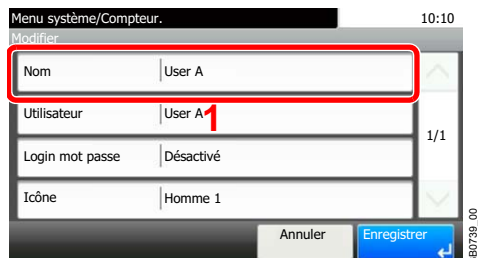 Menu système/Compteur. 10:10
Modifier
Nom User A
Utilisateur User A
1
1/1
Login mot passe Désactivé
Icône Homme 1
Annuler Enregistrer
B0739_00